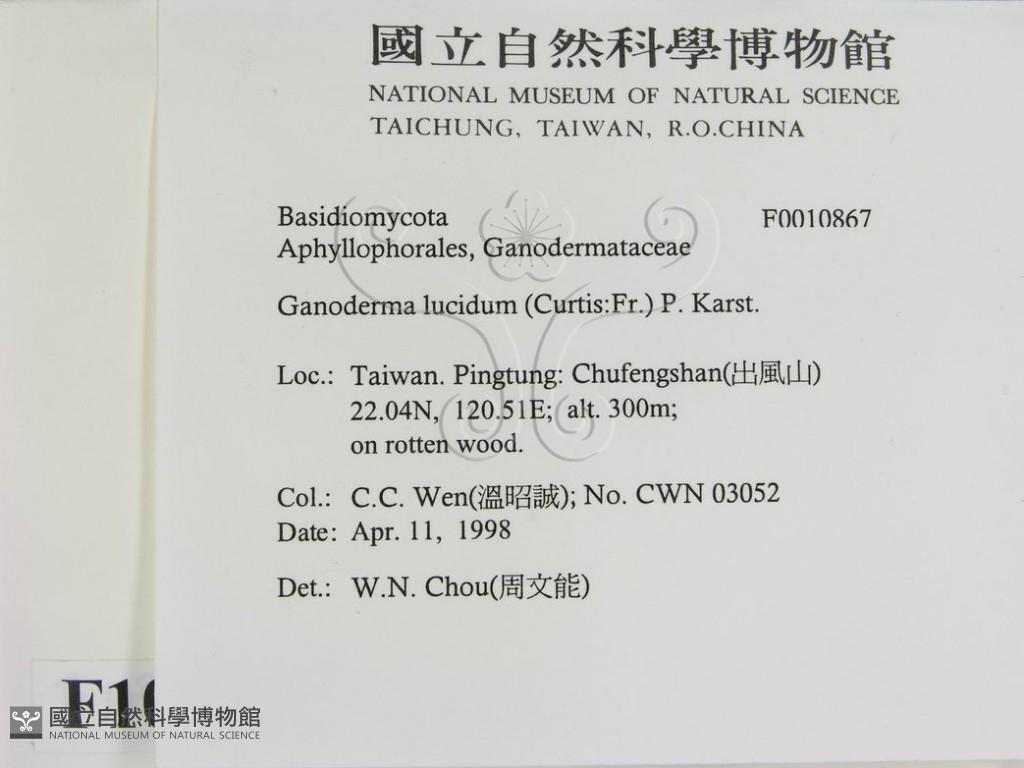 國立自然科學博物館
NATIONAL MUSEUM OF NATURAL SCIENCE
TAICHUNG, TAIWAN, R.O.CHINA
Basidiomycota F0010867
Aphyllophorales, Ganodermataceae
Ganoderma lucidum (Curtis:Fr.) P. Karst.
Loc.: Taiwan. Pingtung: Chufengshan(出風山)
22.04N, 120.51E; alt. 300m;
on rotten wood.
Col.: C.C. Wen(溫昭誠); No. CWN 03052
Date: Apr. 11, 1998
Det.: W.N. Chou(周文能)
國立自然科學博物館
NATIONAL MUSEUM OF NATURAL SCIENCE